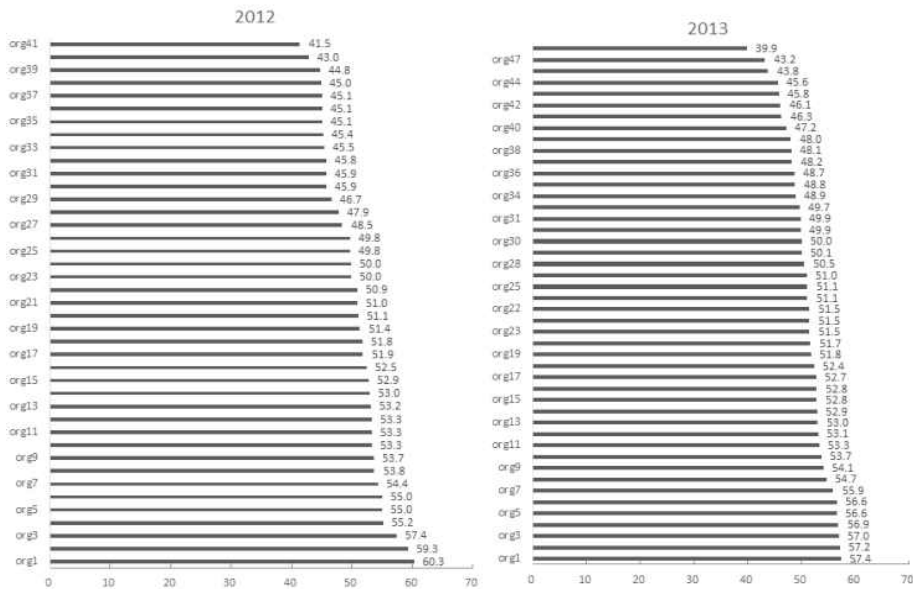 2012
org41 41.5
43.0
org39 44.8
45.0
org37 45.1
45.1
org35 45.1
45.4
org33 45.5
45.8
org31 45.9
45.9
org29 46.7
47.9
org27 48.5
49.8
org25 49.8
50.0
org23 50.0
50.9
org21 51.0
51.1
org19 51.4
51.8
org17 51.9
52.5
org15 52.9
53.0
org13 53.2
53.3
org11 53.3
53.3
org9 53.7
53.8
org7 54.4
55.0
org5 55.0
55.2
org3 57.4
59.3
org1 60.3
0 10 20 30 40 50 60 70
2013
39.9
org47 43.2
43.8
org44 45.6
45.8
org42 46.1
46.3
org40 47.2
48.0
org38 48.1
48.2
org36 48.7
48.8
org34 48.9
49.7
org31 49.9
49.9
org30 50.0
50.1
org28 50.5
51.0
org25 51.1
51.1
org22 51.5
51.5
org23 51.5
51.7
org19 51.8
52.4
org17 52.7
52.8
org15 52.8
52.9
org13 53.0
53.1
org11 53.3
53.7
org9 54.1
54.7
org7 55.9
56.6
org5 56.6
56.9
org3 57.0
57.2
org1 57.4
0 10 20 30 40 50 60 70